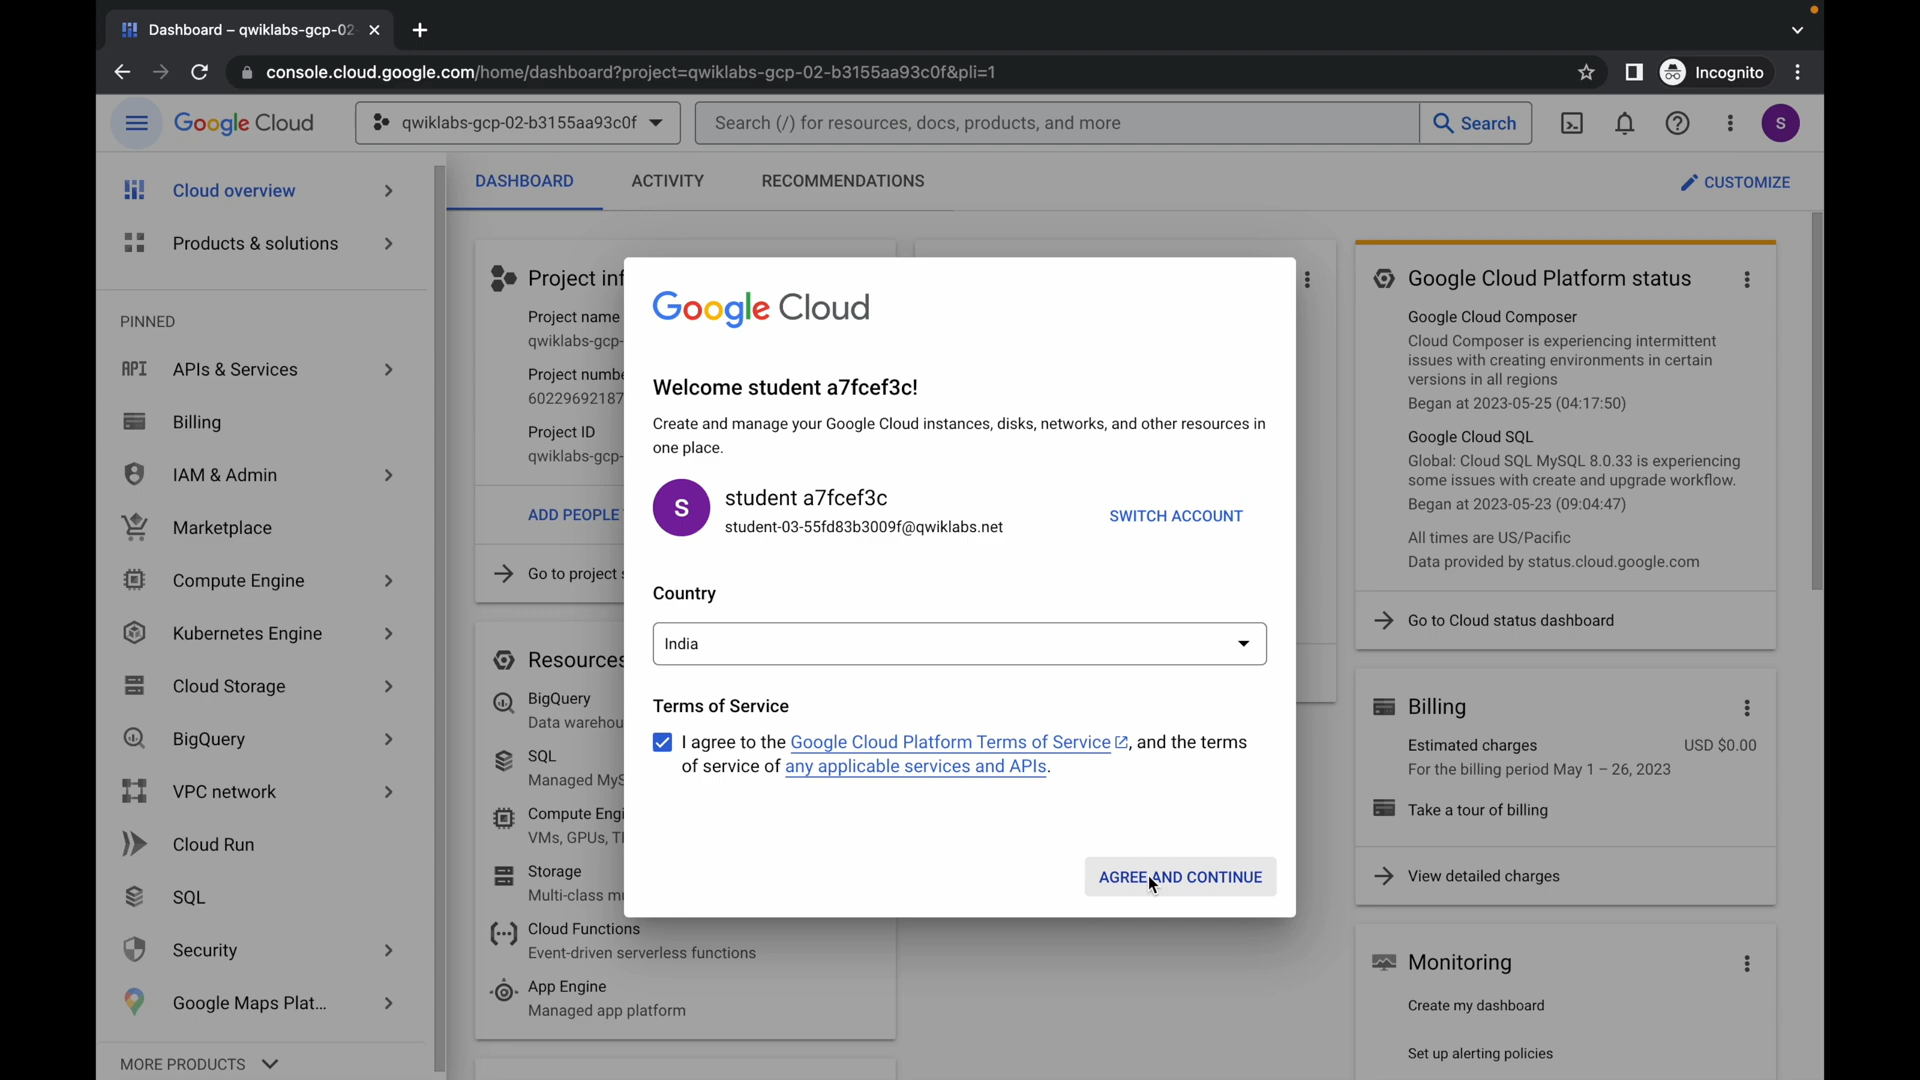 Dashboard – qwiklabs-gcp-02
console.cloud.google.com/home/dashboard?project=qwiklabs-gcp-02-b3155aa93c0f&pli=1
Incognito
Google Cloud
qwiklabs-gcp-02-b3155aa93c0f
Search (/) for resources, docs, products, and more
Search
S
Cloud overview
Products & solutions
PINNED
API APIs & Services
Billing
IAM & Admin
Marketplace
Compute Engine
Kubernetes Engine
Cloud Storage
BigQuery
VPC network
Cloud Run
SQL
Security
Google Maps Plat...
MORE PRODUCTS
DASHBOARD
ACTIVITY
RECOMMENDATIONS
CUSTOMIZE
Project inf
Project name
qwiklabs-gcp-
Project numbe
60229692187
Project ID
qwiklabs-gcp-
ADD PEOPLE
Go to project s
Resources
BigQuery
Data warehou
SQL
Managed MyS
Compute Engi
VMs, GPUs, T
Storage
Multi-class mu
Cloud Functions
Event-driven serverless functions
App Engine
Managed app platform
Google Cloud
Welcome student a7fcef3c!
Create and manage your Google Cloud instances, disks, networks, and other resources in
one place.
S
student a7fcef3c
student-03-55fd83b3009f@qwiklabs.net
SWITCH ACCOUNT
Country
India
Terms of Service
I agree to the Google Cloud Platform Terms of Service, and the terms
of service of any applicable services and APIs.
AGREE AND CONTINUE
Google Cloud Platform status
Google Cloud Composer
Cloud Composer is experiencing intermittent
issues with creating environments in certain
versions in all regions
Began at 2023-05-25 (04:17:50)
Google Cloud SQL
Global: Cloud SQL MySQL 8.0.33 is experiencing
some issues with create and upgrade workflow.
Began at 2023-05-23 (09:04:47)
All times are US/Pacific
Data provided by status.cloud.google.com
Go to Cloud status dashboard
Billing
Estimated charges
USD $0.00
For the billing period May 1 – 26, 2023
Take a tour of billing
View detailed charges
Monitoring
Create my dashboard
Set up alerting policies